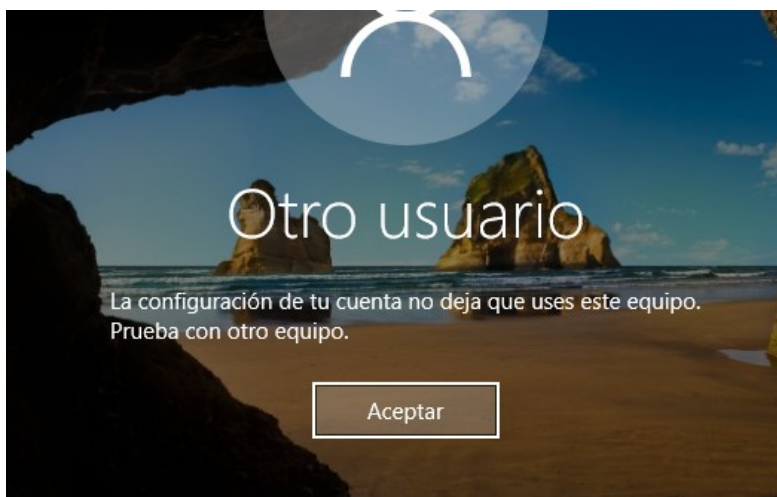 Otro usuario
La configuración de tu cuenta no deja que uses este equipo.
Prueba con otro equipo.
Aceptar